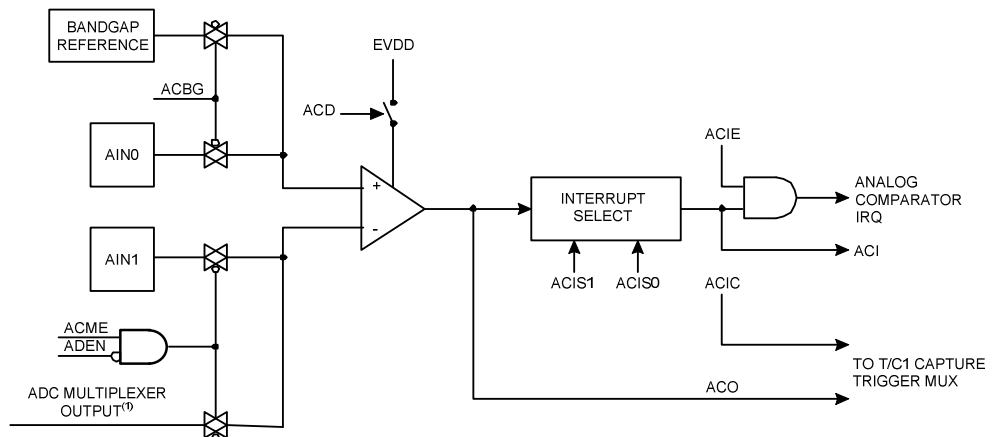 BANDGAP
REFERENCE
EVDD
ACBG
ACD
AIN0
ACIE
+
INTERRUPT
SELECT
ANALOG
COMPARATOR
IRQ
-
AIN1
ACI
ACIS1
ACIS0
ACIC
ACME
ADEN
TO T/C1 CAPTURE
TRIGGER MUX
ADC MULTIPLEXER
OUTPUT(1)
ACO